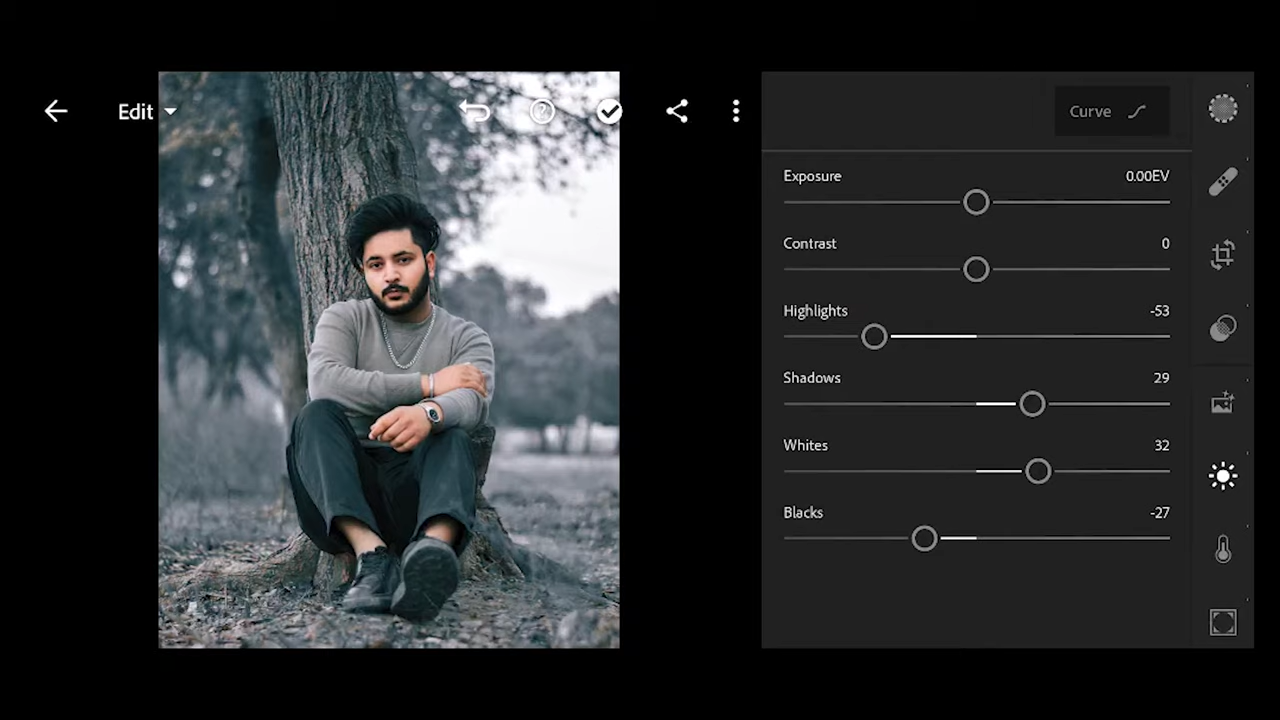 Edit
Curve
Exposure 0.00EV
Contrast 0
Highlights -53
Shadows 29
Whites 32
Blacks -27